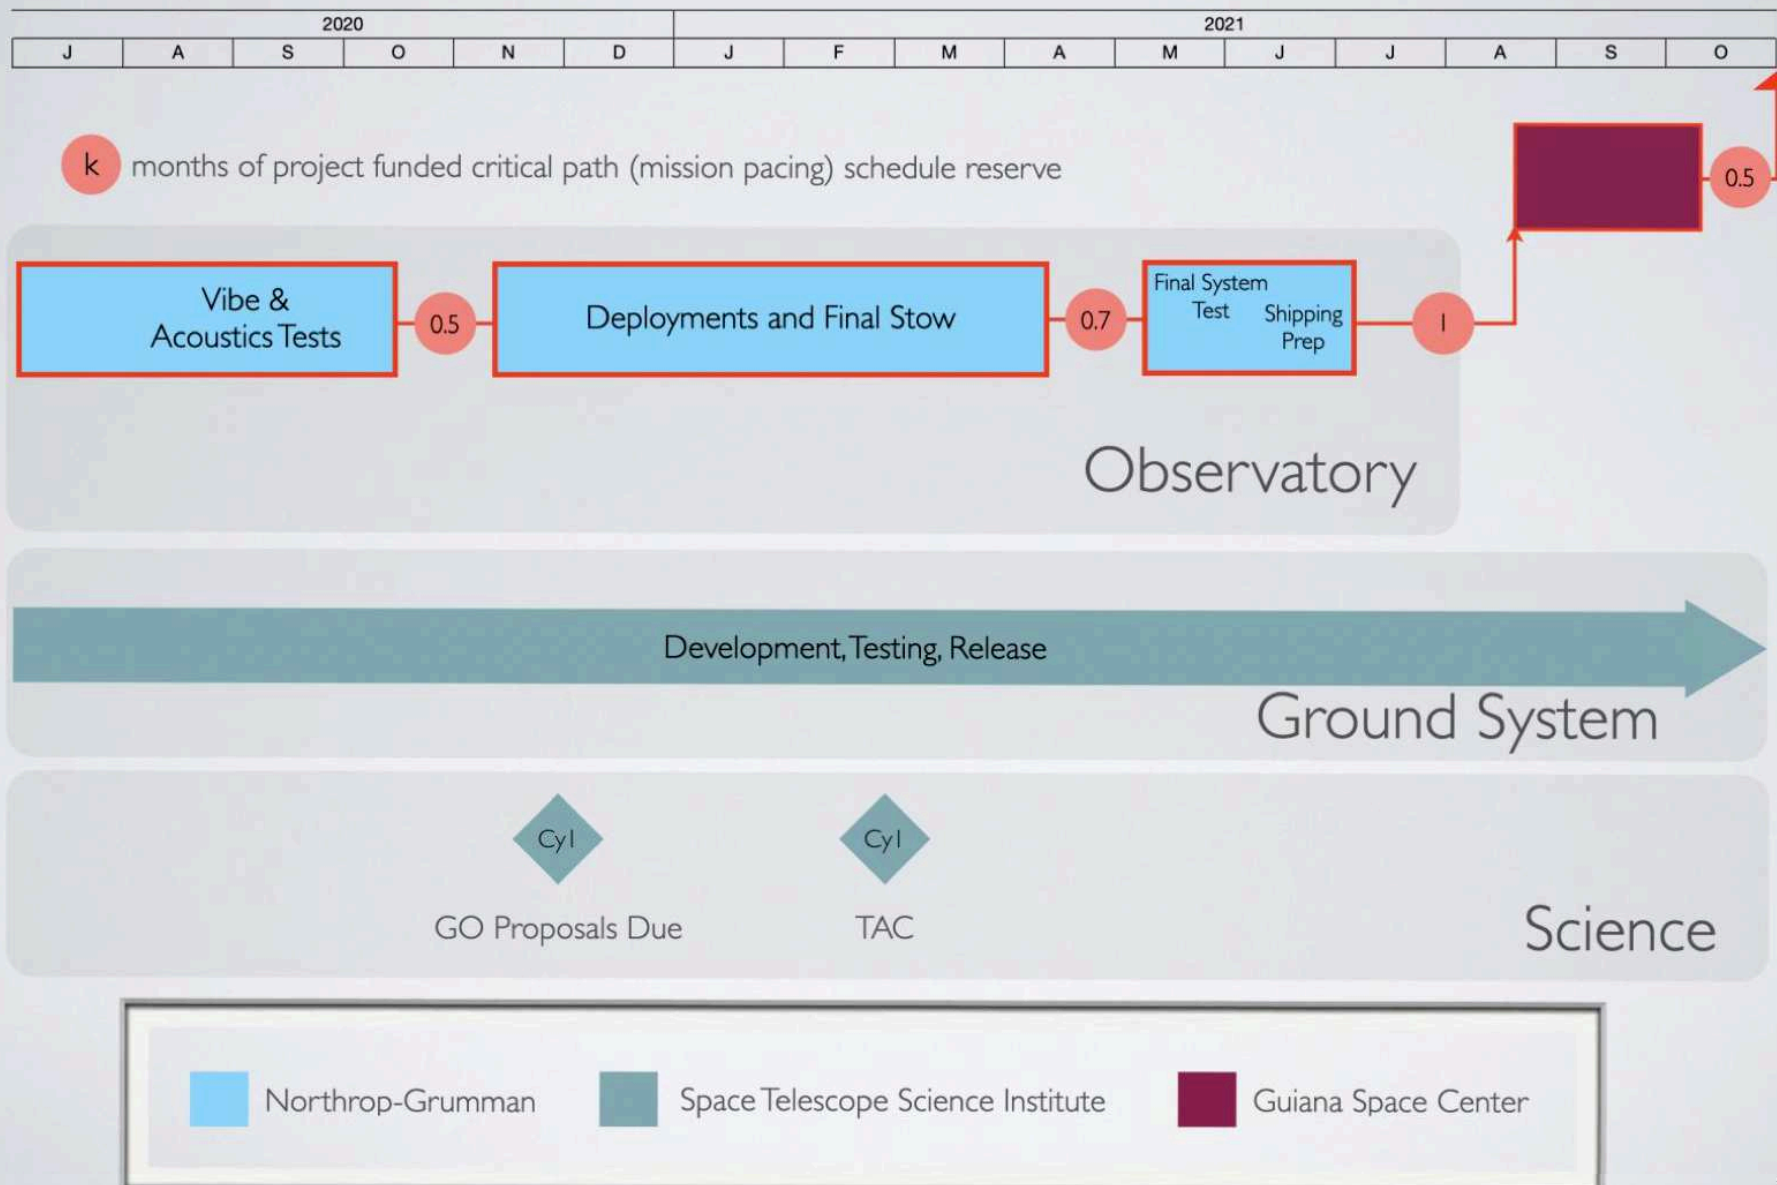 2020 2021
J A S O N D J F M A M J J A S O
k months of project funded critical path (mission pacing) schedule reserve
0.5
Vibe &
Acoustics Tests
0.5
Deployments and Final Stow
0.7
Final System
Test
Shipping
Prep
1
Observatory
Development, Testing, Release
Ground System
Cy1 Cy1
GO Proposals Due TAC
Science
Northrop-Grumman Space Telescope Science Institute Guiana Space Center